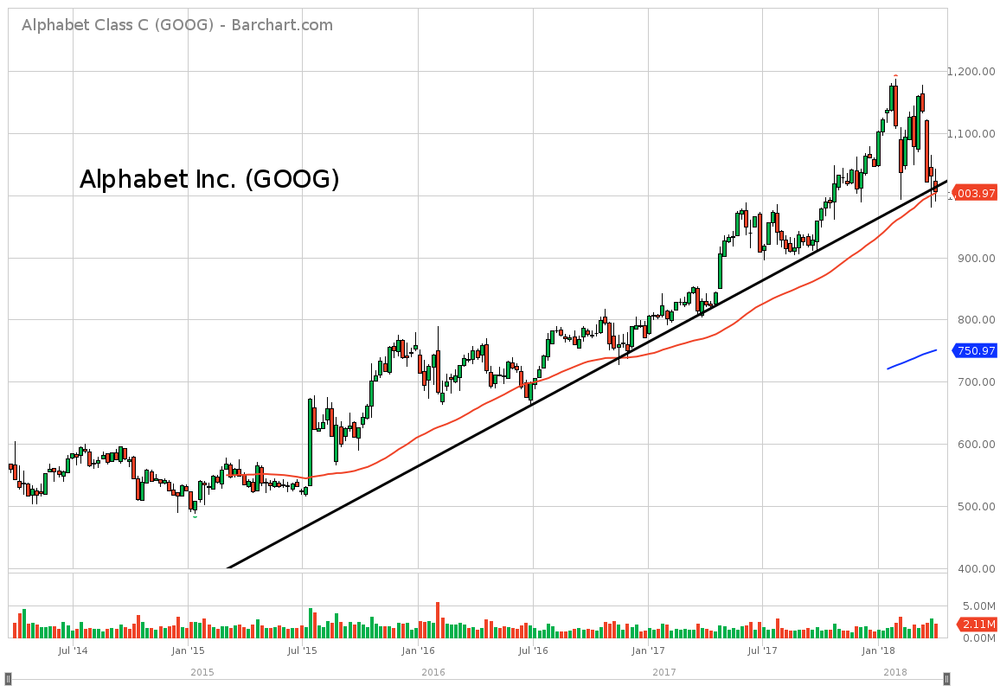 Alphabet Class C (GOOG) - Barchart.com
1,200.00
1,100.00
Alphabet Inc. (GOOG)
003.97
900.00
800.00
750.97
700.00
600.00
500.00
400.00
5.00M
2.11M
0.00M
Jul '14 Jan '15 Jul '15 Jan '16 Jul '16 Jan '17 Jul '17 Jan '18
2015 2016 2017 2018